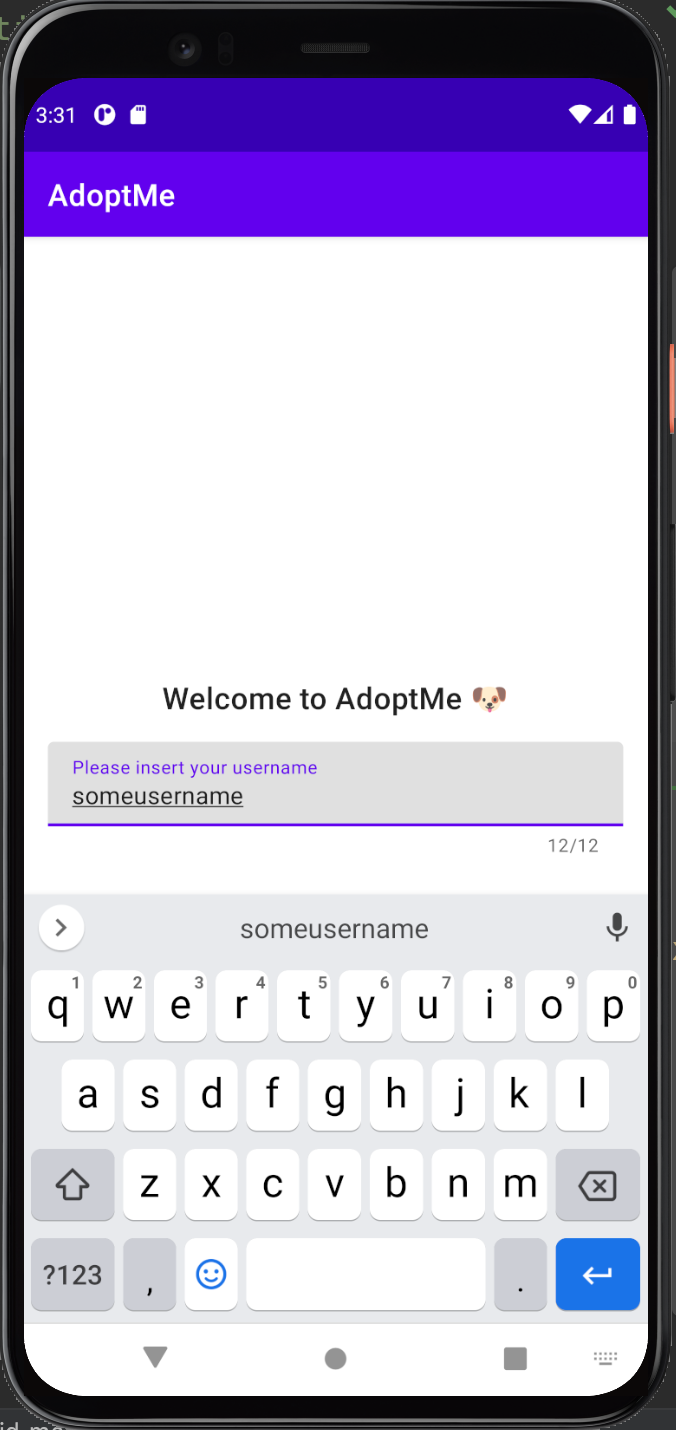 3:31
AdoptMe
Welcome to AdoptMe 🐶
Please insert your username
someusername
12/12
someusername
1 2 3 4 5 6 7 8 9 0
q w e r t y u i o p
a s d f g h j k l
z x c v b n m
?123 , .